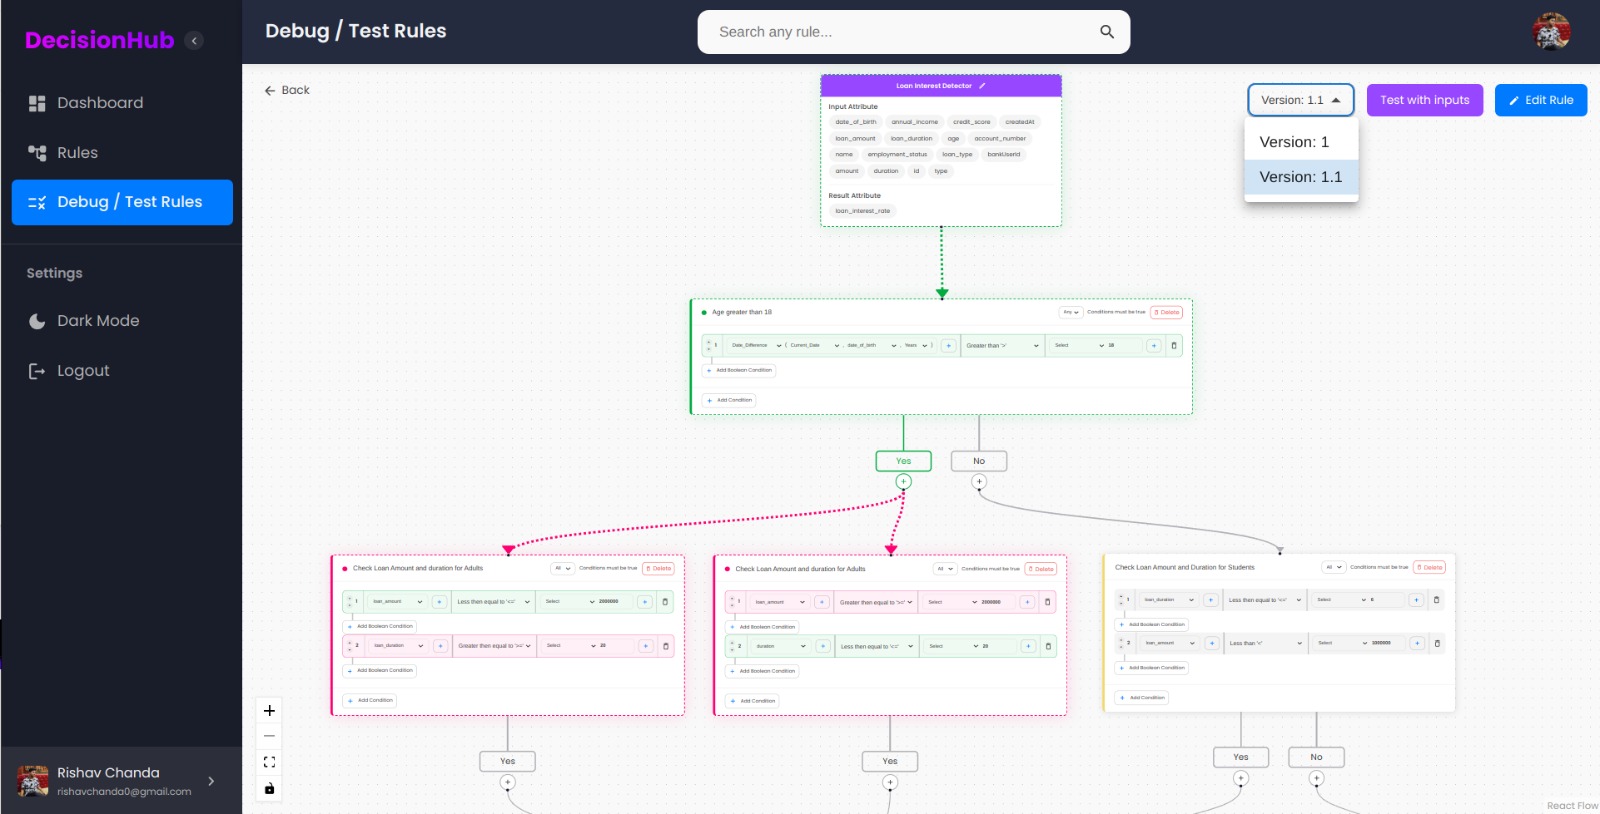 DecisionHub
Debug / Test Rules
Search any rule...
Dashboard
Rules
Debug / Test Rules
Settings
Dark Mode
Logout
Rishav Chanda
rishavchanda0@gmail.com
Back
Version: 1.1
Test with inputs
Edit Rule
Version: 1
Version: 1.1
Loan Interest Detector
Input Attribute
date_of_birth annual_income credit_score createdAt
loan_amount loan_duration age account_number
name employment_status loan_type bankUserId
amount duration id type
Result Attribute
loan_interest_rate
Age greater than 18 Any Conditions must be true Delete
1 Date_Difference ( Current_Date , date_of_birth , Years ) + Greater than ">" Select 18 +
+ Add Boolean Condition
+ Add Condition
Yes No
+ +
Check Loan Amount and duration for Adults All Conditions must be true Delete
1 loan_amount + Less then equal to "<=" Select 2000000 +
+ Add Boolean Condition
2 loan_duration + Greater then equal to ">=" Select 20 +
+ Add Boolean Condition
+ Add Condition
Yes
+
Check Loan Amount and duration for Adults All Conditions must be true Delete
1 loan_amount + Greater then equal to ">=" Select 2000000 +
+ Add Boolean Condition
2 duration + Less then equal to "<=" Select 20 +
+ Add Boolean Condition
+ Add Condition
Yes
+
Check Loan Amount and Duration for Students All Conditions must be true Delete
1 loan_duration + Less then equal to "<=" Select +
+ Add Boolean Condition
2 loan_amount + Less than "<" Select +
+ Add Boolean Condition
+ Add Condition
Yes No
+ +
React Flow